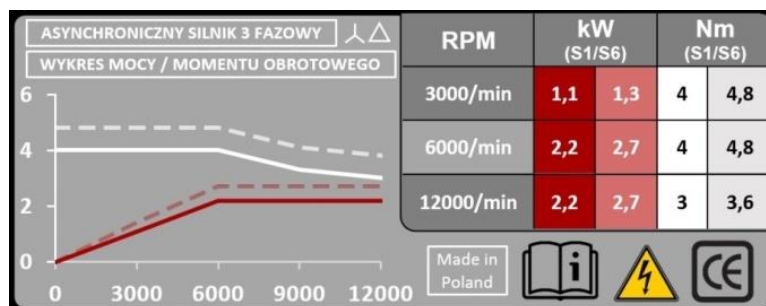 ASYNCHRONICZNY SILNIK 3 FAZOWY
WYKRES MOCY / MOMENTU OBROTOWEGO
6
4
2
0
0 3000 6000 9000 12000
RPM kW (S1/S6) Nm (S1/S6)
3000/min 1,1 1,3 4 4,8
6000/min 2,2 2,7 4 4,8
12000/min 2,2 2,7 3 3,6
Made in
Poland
i
CE